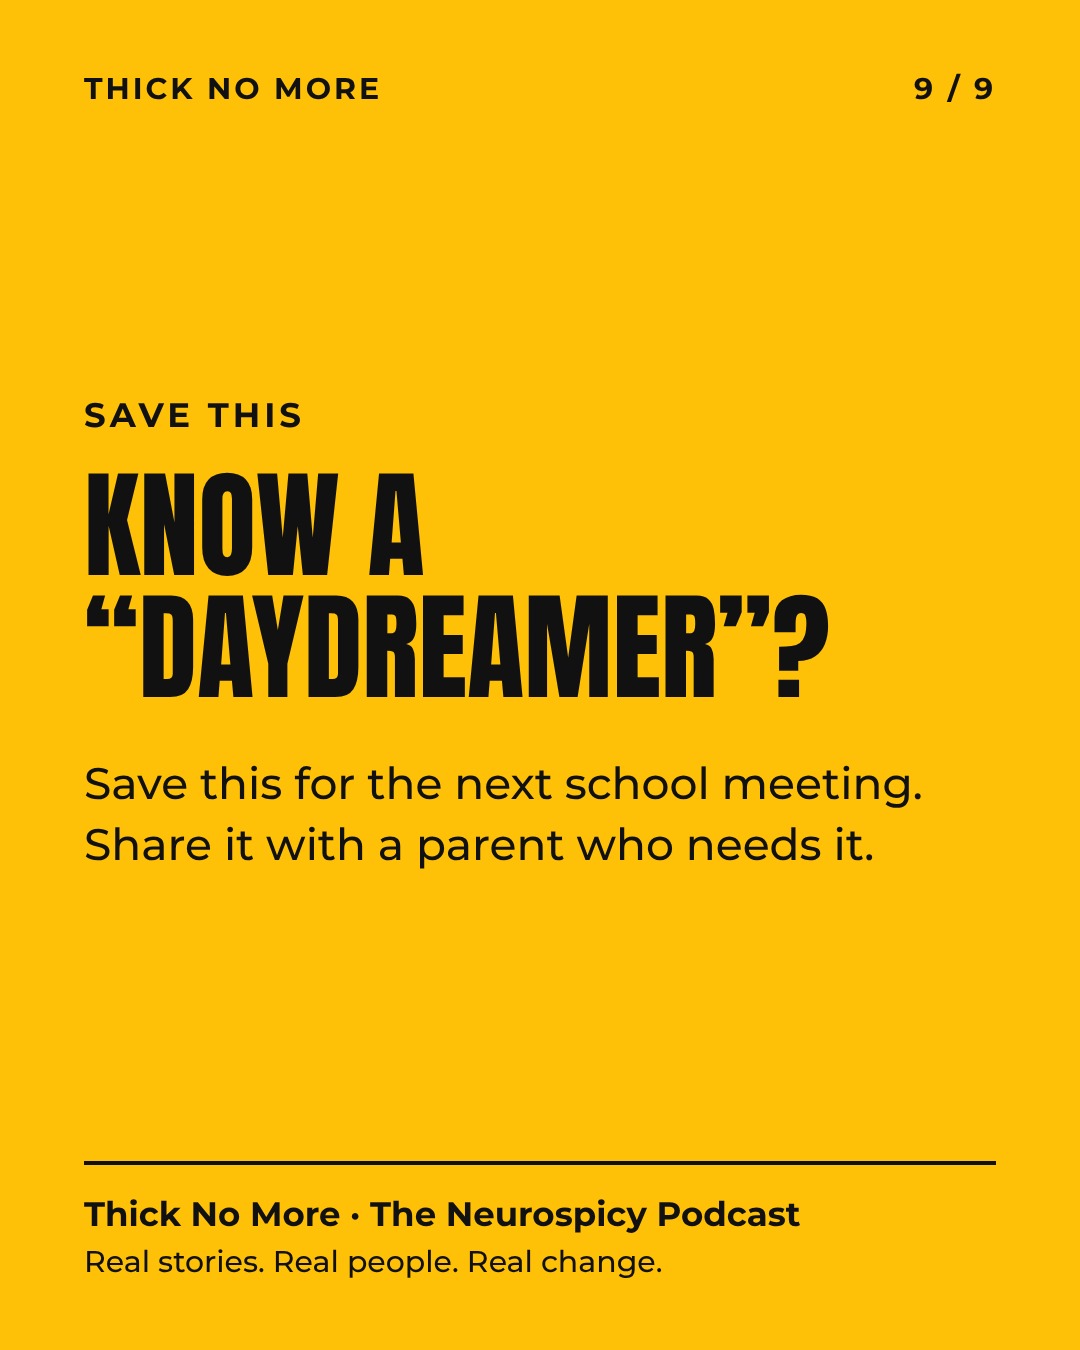 THICK NO MORE
9 / 9
SAVE THIS
KNOW A
“DAYDREAMER”?
Save this for the next school meeting.
Share it with a parent who needs it.
Thick No More · The Neurospicy Podcast
Real stories. Real people. Real change.